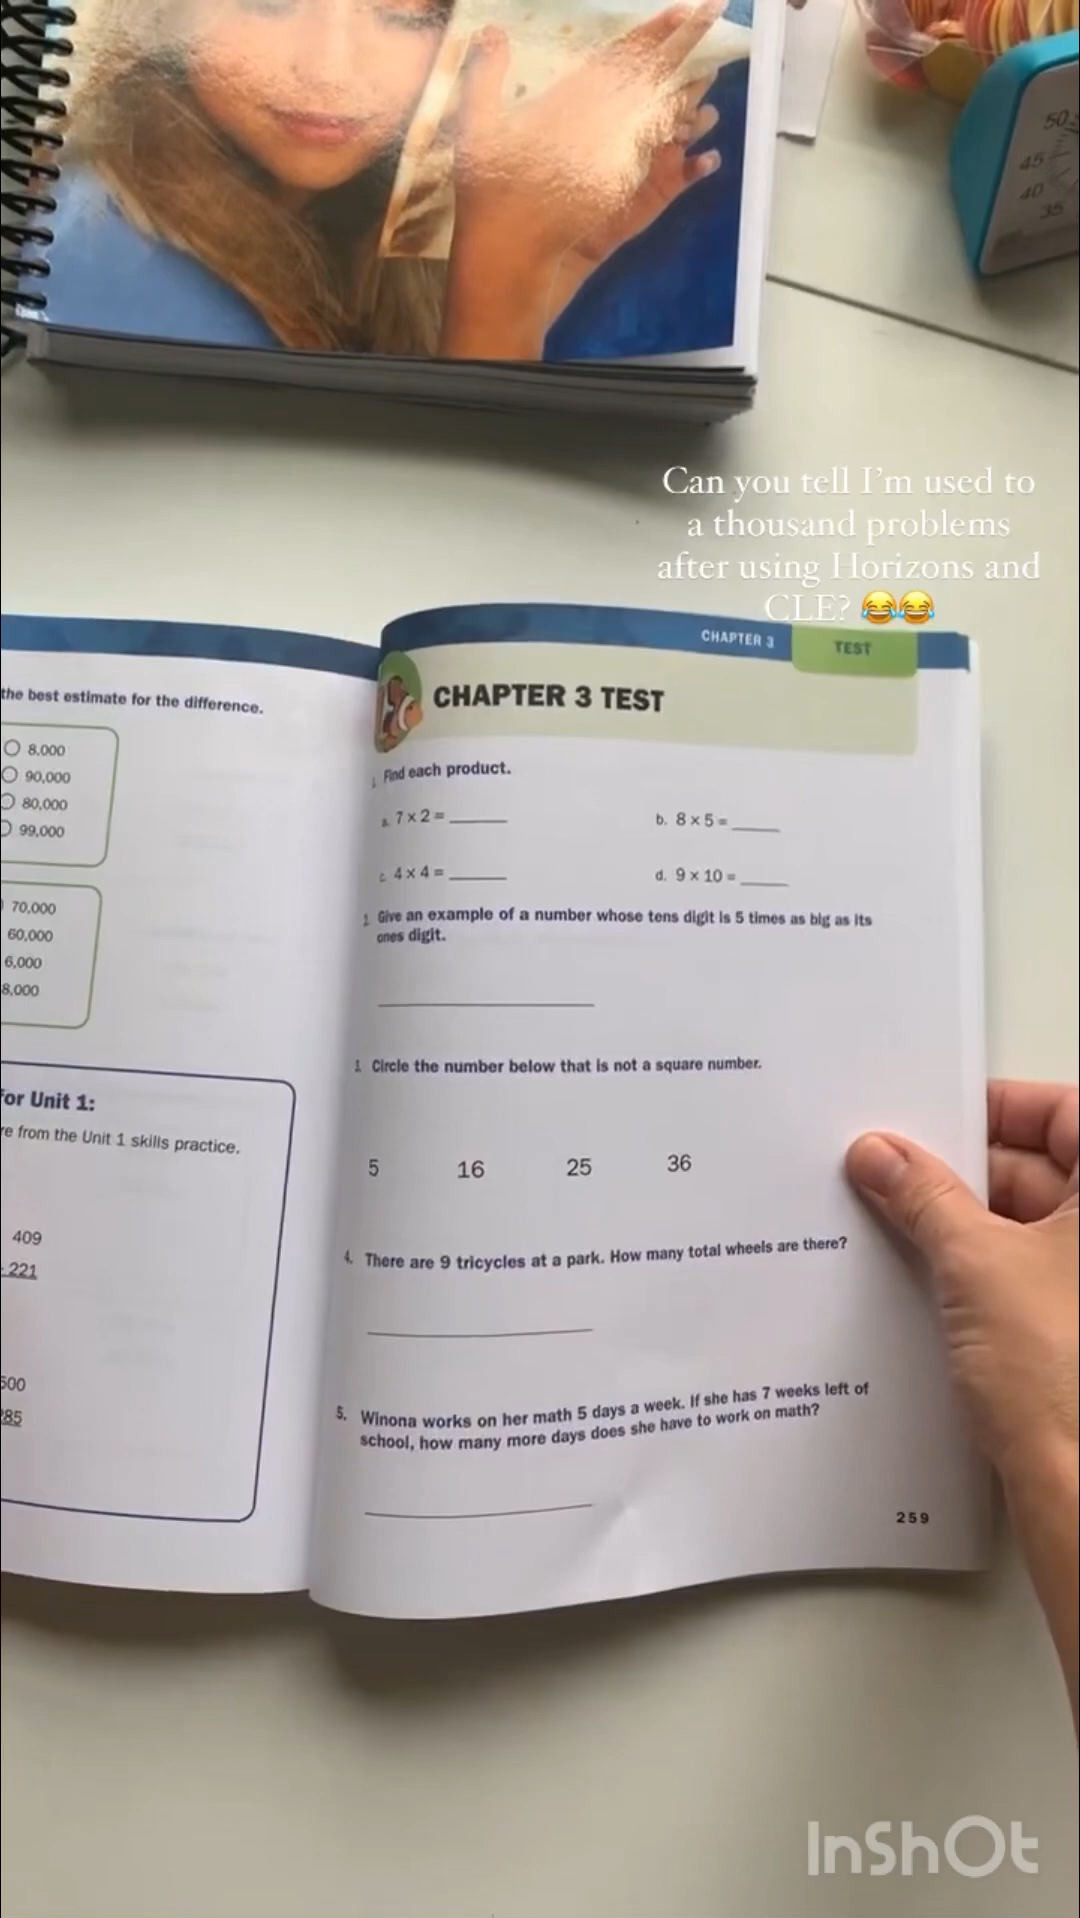 50
45
40
35
Can you tell I'm used to
a thousand problems
after using Horizons and
CLE? 😂😂
the best estimate for the difference.
8,000
90,000
80,000
99,000
70,000
60,000
6,000
8,000
For Unit 1:
re from the Unit 1 skills practice.
409
221
500
85
CHAPTER 3 TEST
CHAPTER 3 TEST
Find each product.
a. 7 × 2 = ______ b. 8 × 5 = ______
c. 4 × 4 = ______ d. 9 × 10 = ______
2. Give an example of a number whose tens digit is 5 times as big as its
ones digit.
3. Circle the number below that is not a square number.
5 16 25 36
4. There are 9 tricycles at a park. How many total wheels are there?
5. Winona works on her math 5 days a week. If she has 7 weeks left of
school, how many more days does she have to work on math?
259
InShOt